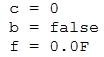 c = 0
b = false
f = 0.0F